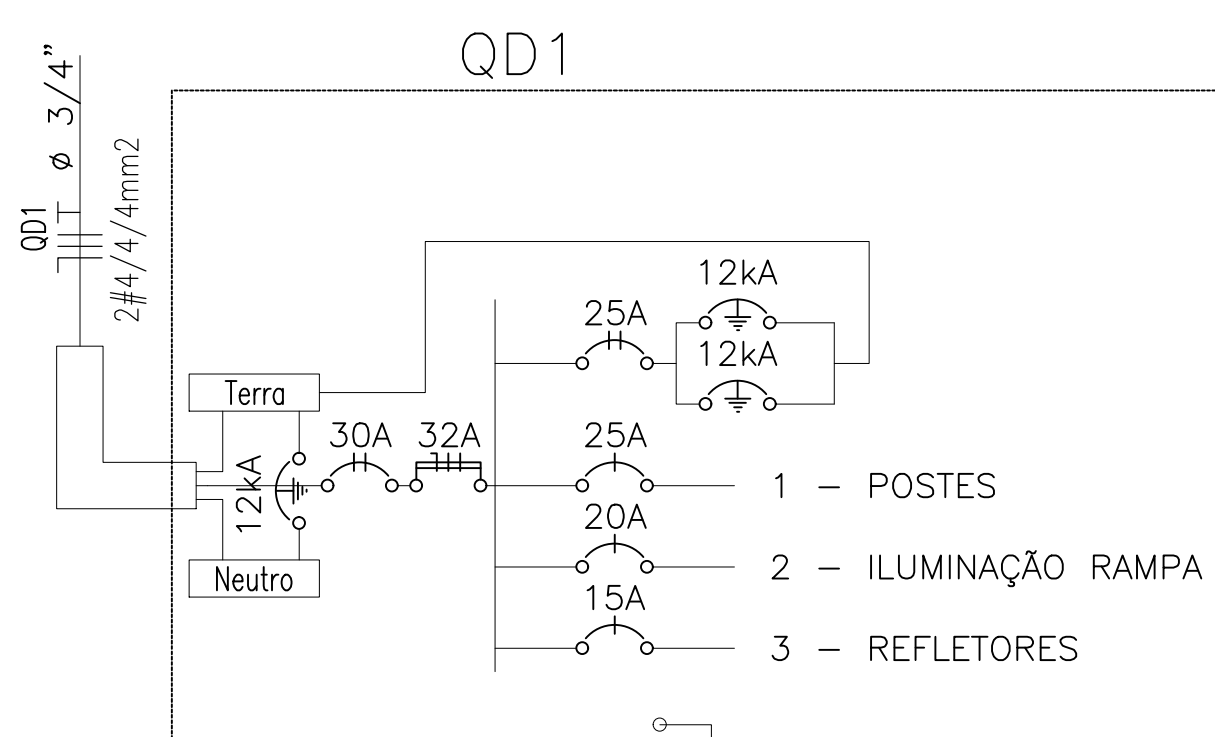 QD1
ø 3/4”
QD1
2#4/4/4mm2
12kA
25A
12kA
Terra
30A
32A
25A
12kA
1 – POSTES
20A
2 – ILUMINAÇÃO RAMPA
Neutro
15A
3 – REFLETORES